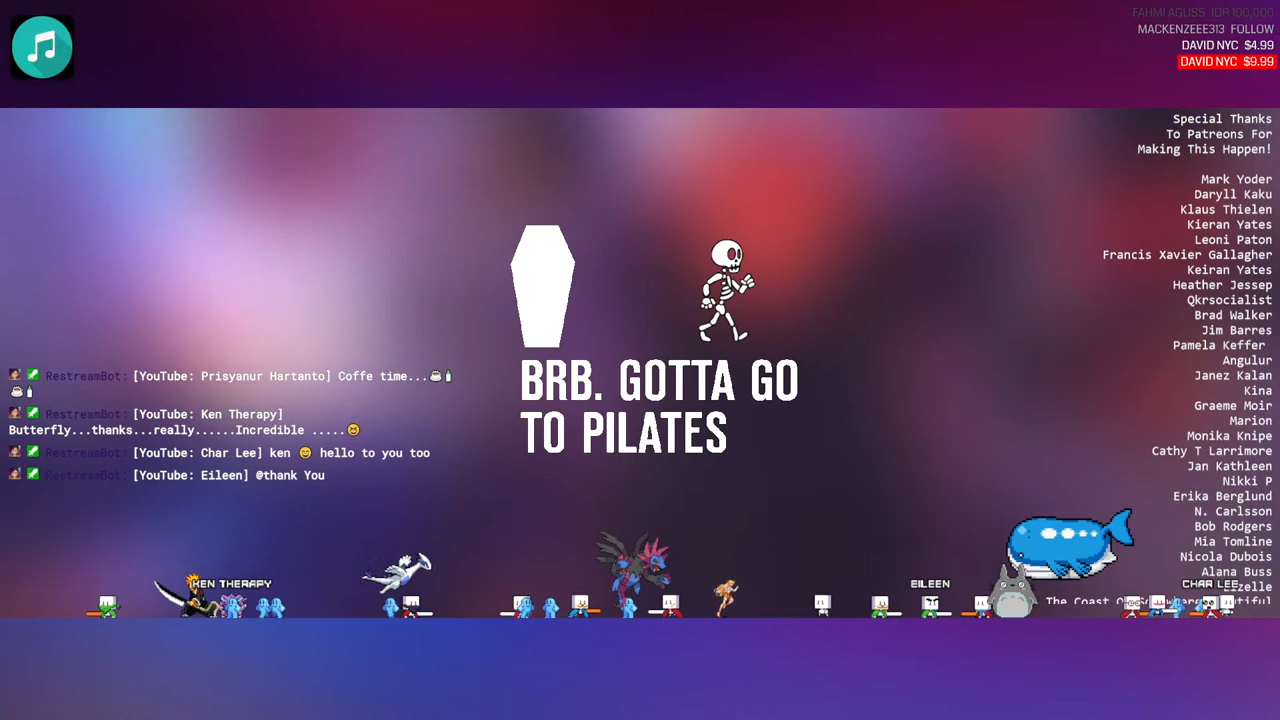 FAHMI AGUSS IDR 100,000
MACKENZEEE313 FOLLOW
DAVID NYC $4.99
DAVID NYC $9.99
Special Thanks
To Patreons For
Making This Happen!
Mark Yoder
Daryll Kaku
Klaus Thielen
Kieran Yates
Leoni Paton
Francis Xavier Gallagher
Keiran Yates
Heather Jessep
Qkrsocialist
Brad Walker
Jim Barres
Pamela Keffer
Angulur
Janez Kalan
Kina
Graeme Moir
Marion
Monika Knipe
Cathy T Larrimore
Jan Kathleen
Nikki P
Erika Berglund
N. Carlsson
Bob Rodgers
Mia Tomline
Nicola Dubois
Alana Buss
BRB. GOTTA GO
TO PILATES
RestreamBot: [YouTube: Prisyanur Hartanto] Coffe time...
RestreamBot: [YouTube: Ken Therapy]
Butterfly...thanks...really......Incredible .....😆
RestreamBot: [YouTube: Char Lee] ken 😄 hello to you too
RestreamBot: [YouTube: Eileen] @thank You
KEN THERAPY
EILEEN
CHAR LEE
The Coast